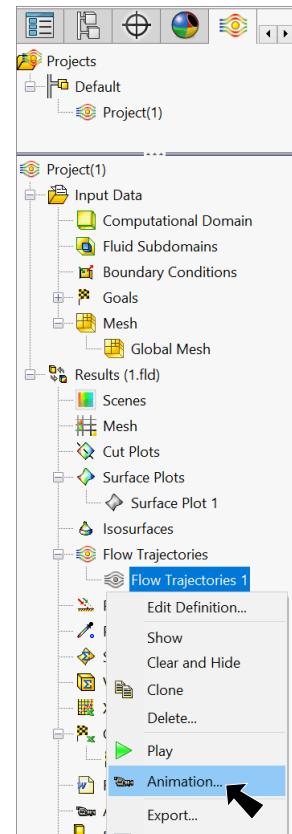 Projects
Default
Project(1)
Project(1)
Input Data
Computational Domain
Fluid Subdomains
Boundary Conditions
Goals
Mesh
Global Mesh
Results (1.fld)
Scenes
Mesh
Cut Plots
Surface Plots
Surface Plot 1
Isosurfaces
Flow Trajectories
Flow Trajectories 1
Edit Definition...
Show
Clear and Hide
Clone
Delete...
Play
Animation...
Export...